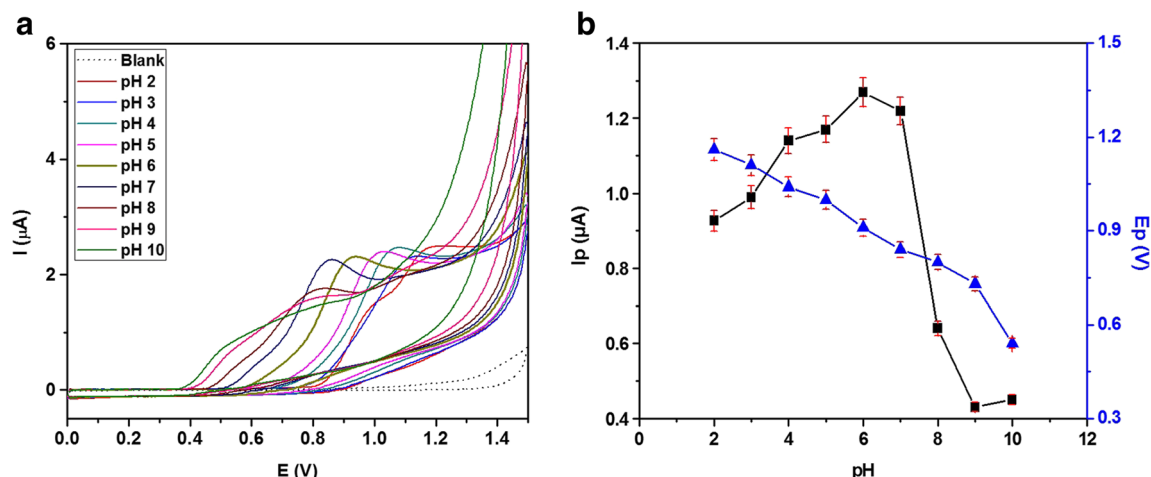 a
I (µA)
6
4
2
0
Blank
pH 2
pH 3
pH 4
pH 5
pH 6
pH 7
pH 8
pH 9
pH 10
0.0 0.2 0.4 0.6 0.8 1.0 1.2 1.4
E (V)
b
Ip (µA)
1.4
1.2
1.0
0.8
0.6
0.4
0 2 4 6 8 10 12
pH
1.5
1.2
0.9
0.6
0.3
Ep (V)